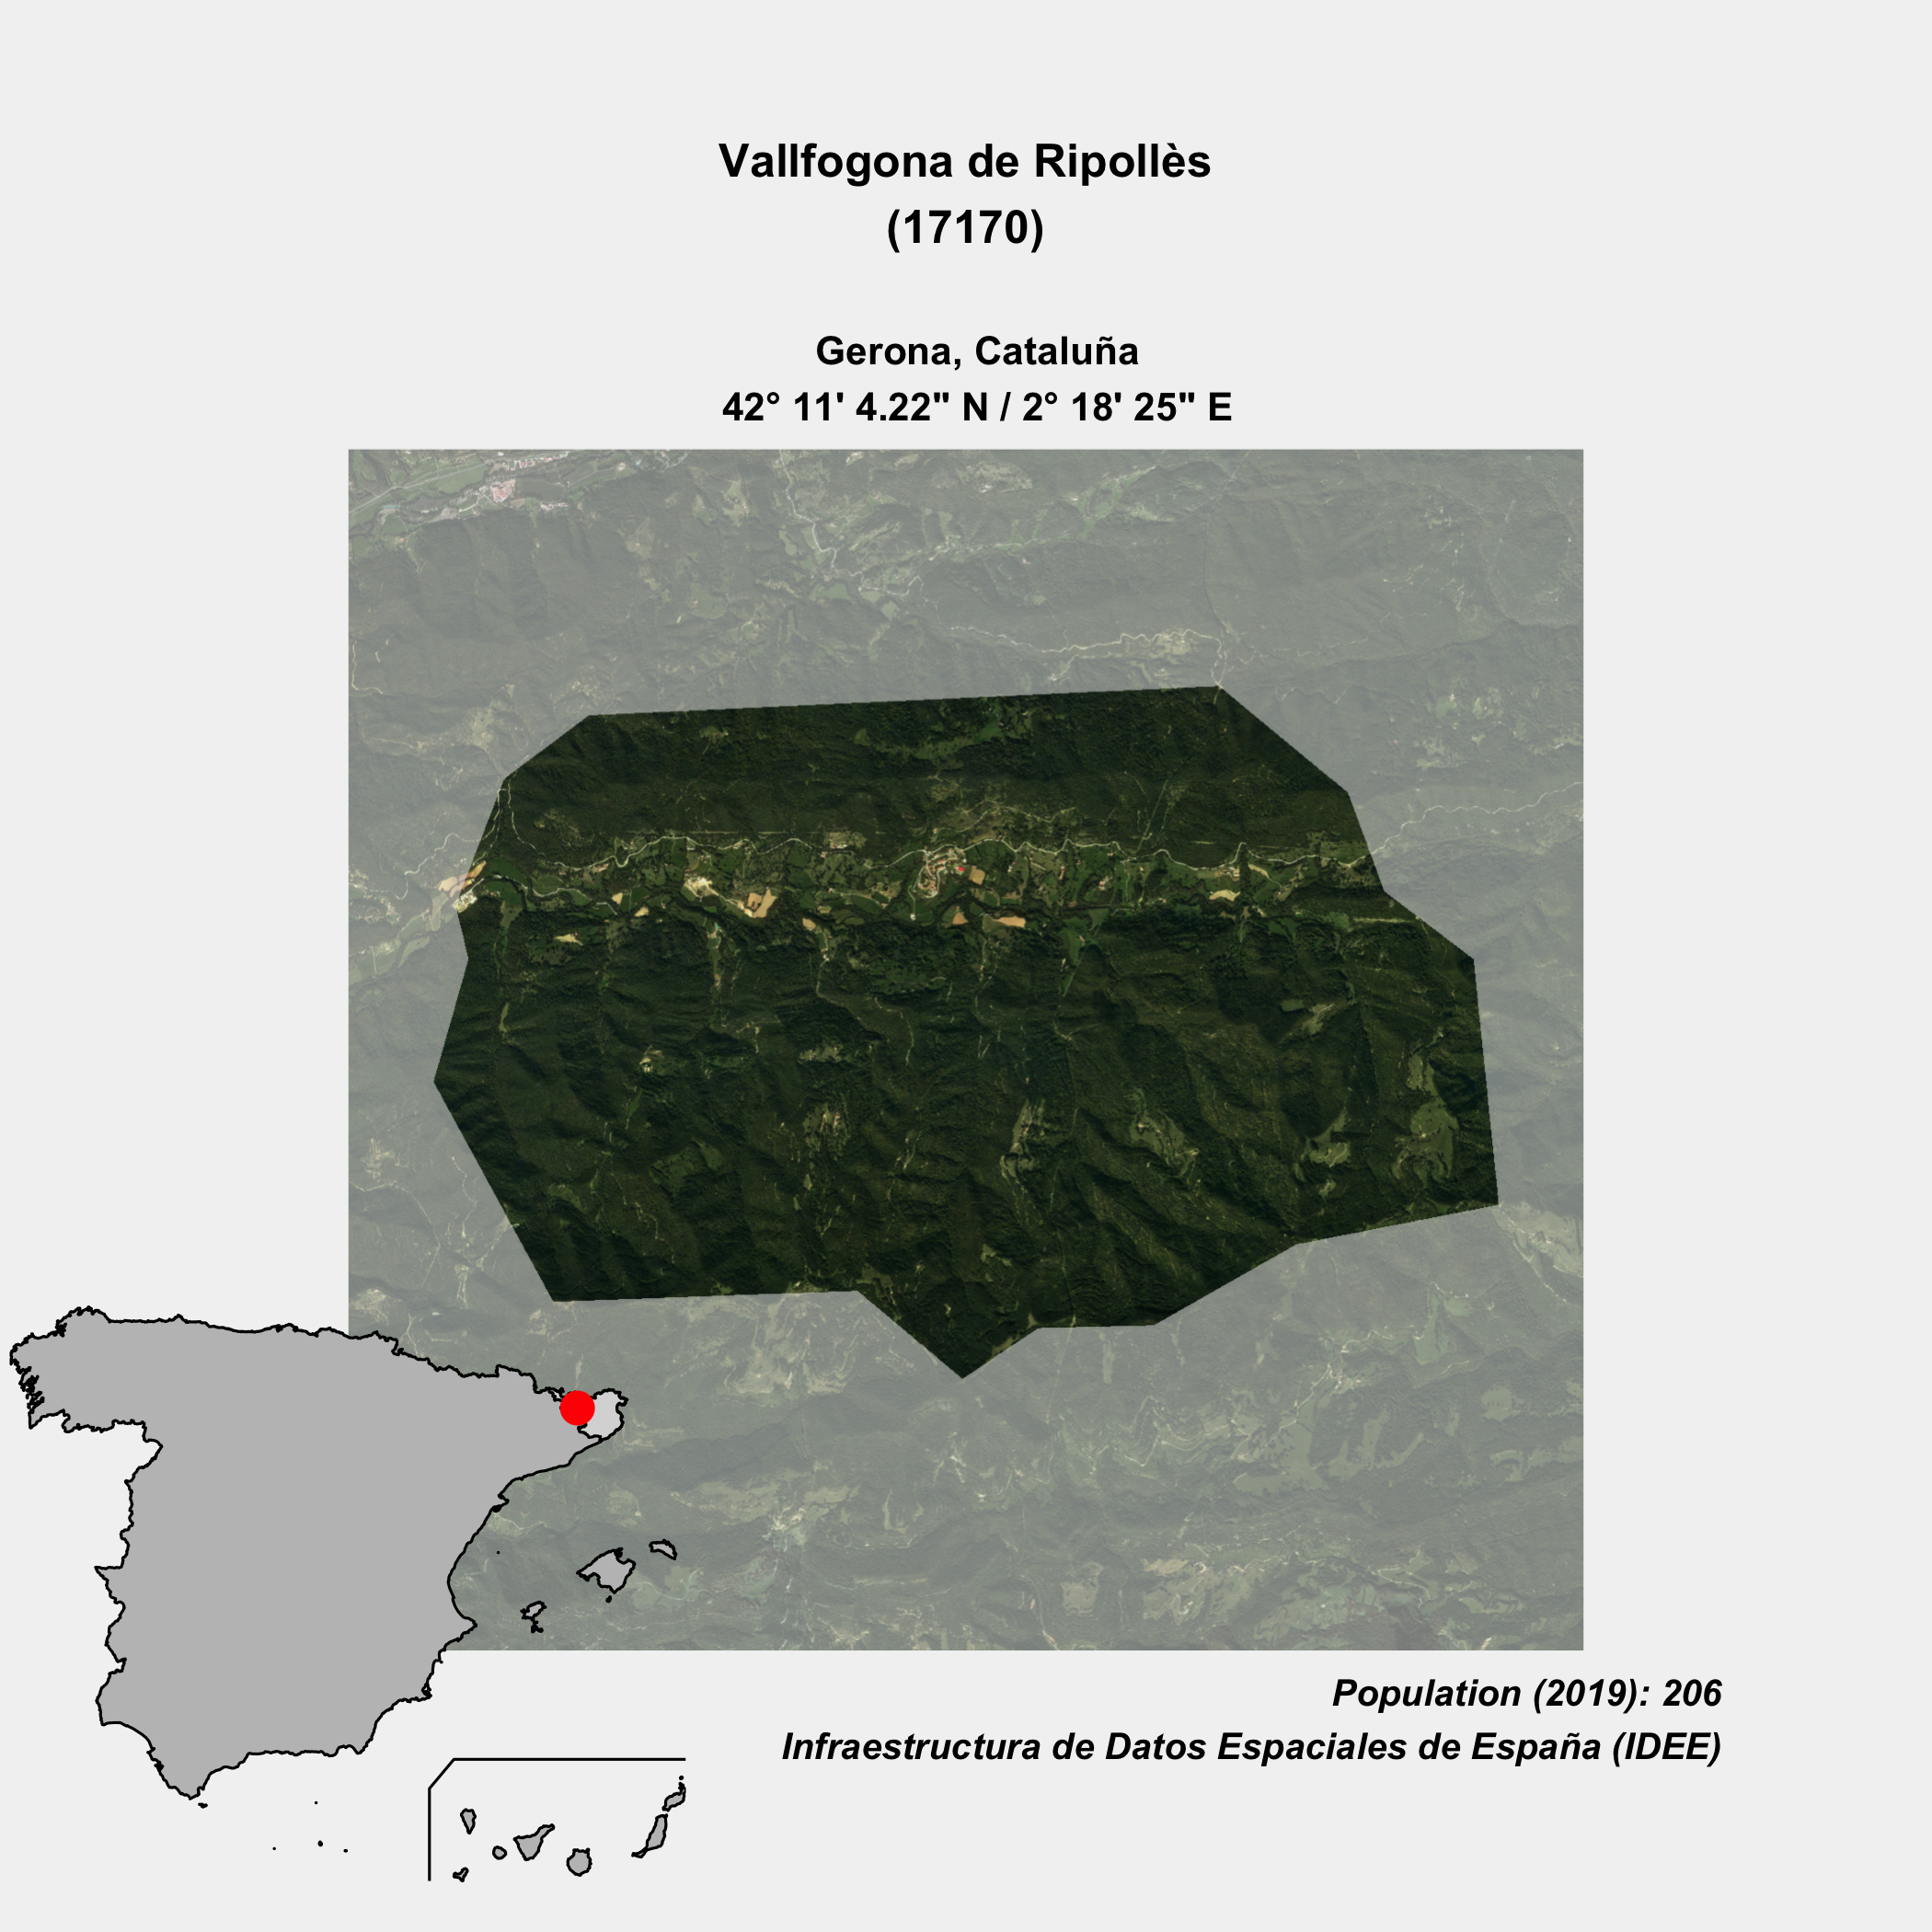 Vallfogona de Ripollès
(17170)
Gerona, Cataluña
42° 11' 4.22" N / 2° 18' 25" E
Population (2019): 206
Infraestructura de Datos Espaciales de España (IDEE)